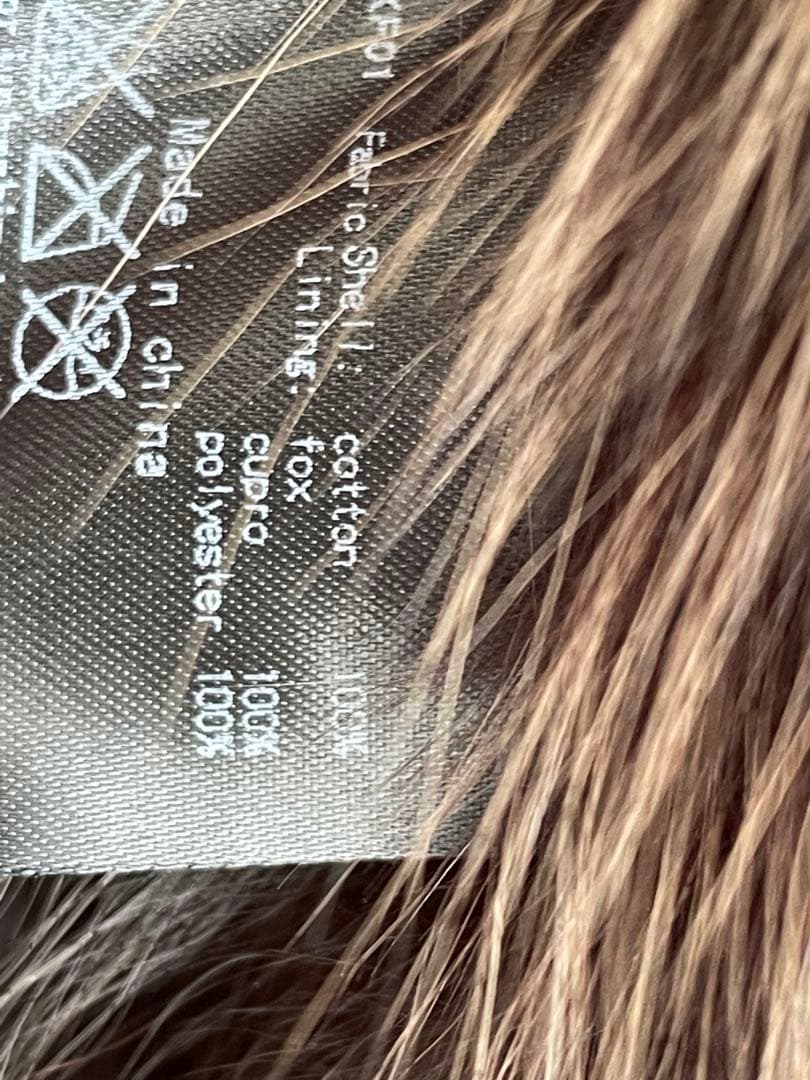 Fabric Shell: cotton 100%
Lining: fox
cupro 100%
polyester 100%
Made in china